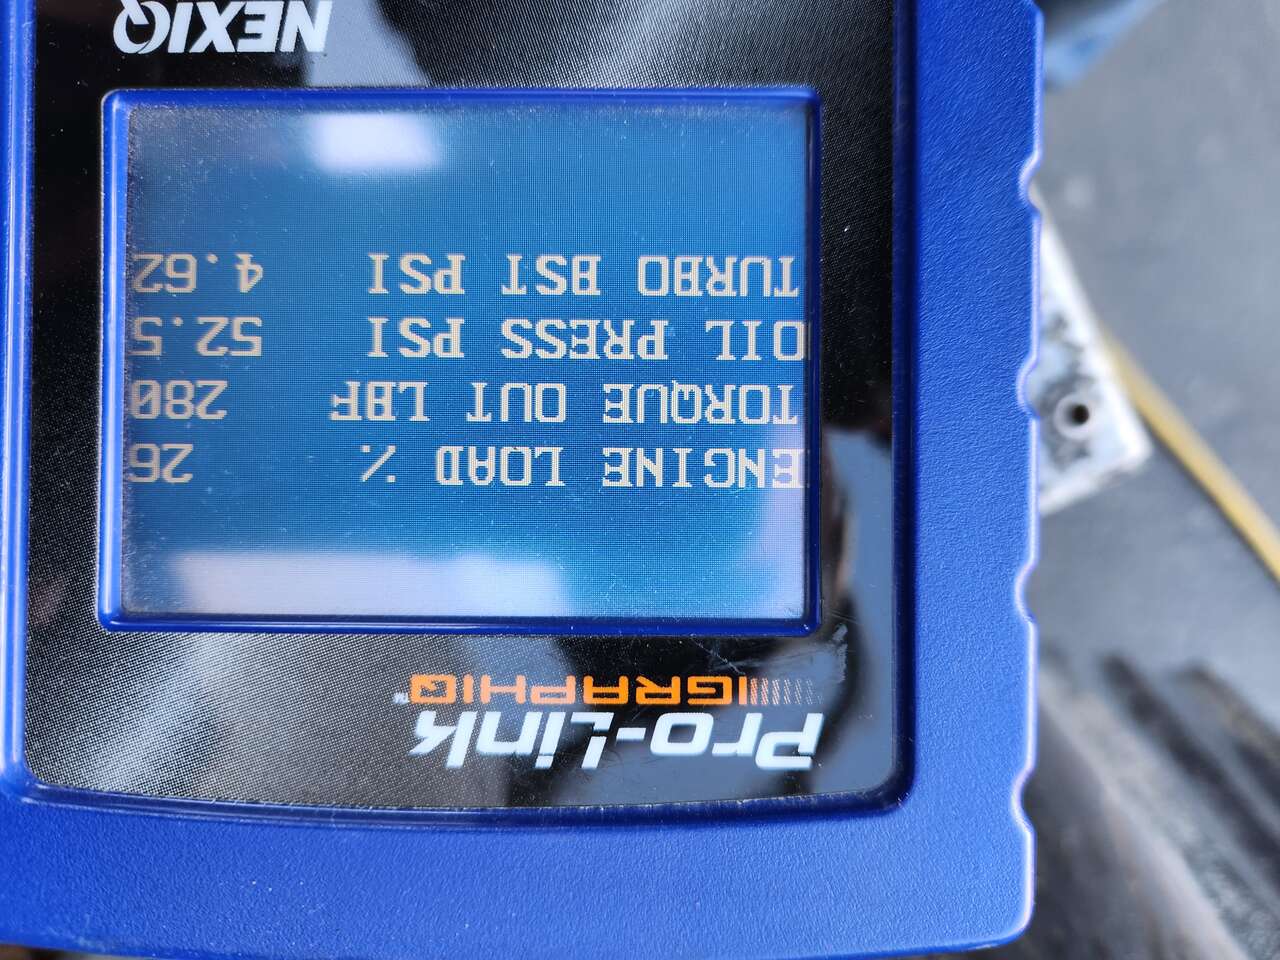 Pro-Link
IGRAPHIQ™
ENGINE LOAD % 26
TORQUE OUT LBF 280
OIL PRESS PSI 52.5
TURBO BST PSI 4.62
NEXIQ